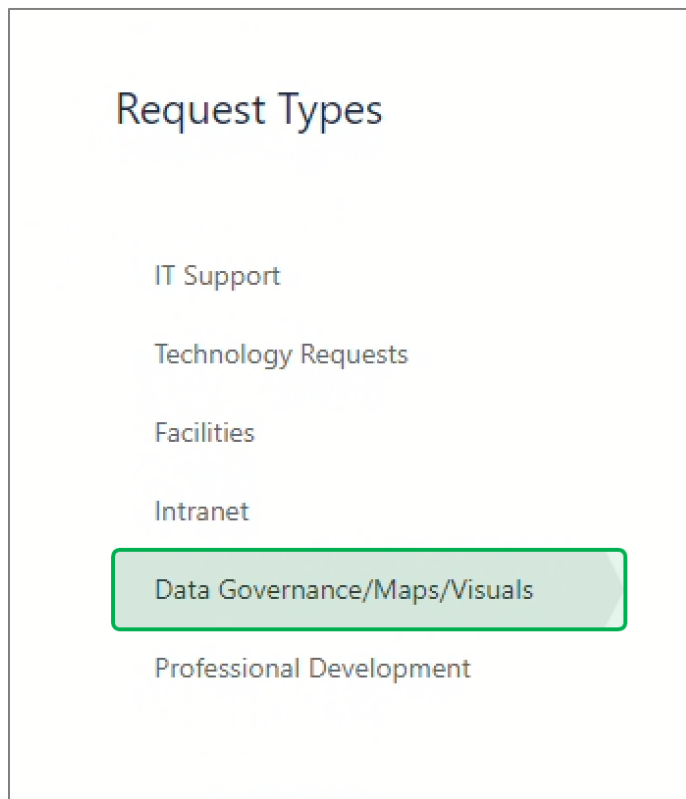 Request Types
IT Support
Technology Requests
Facilities
Intranet
Data Governance/Maps/Visuals
Professional Development